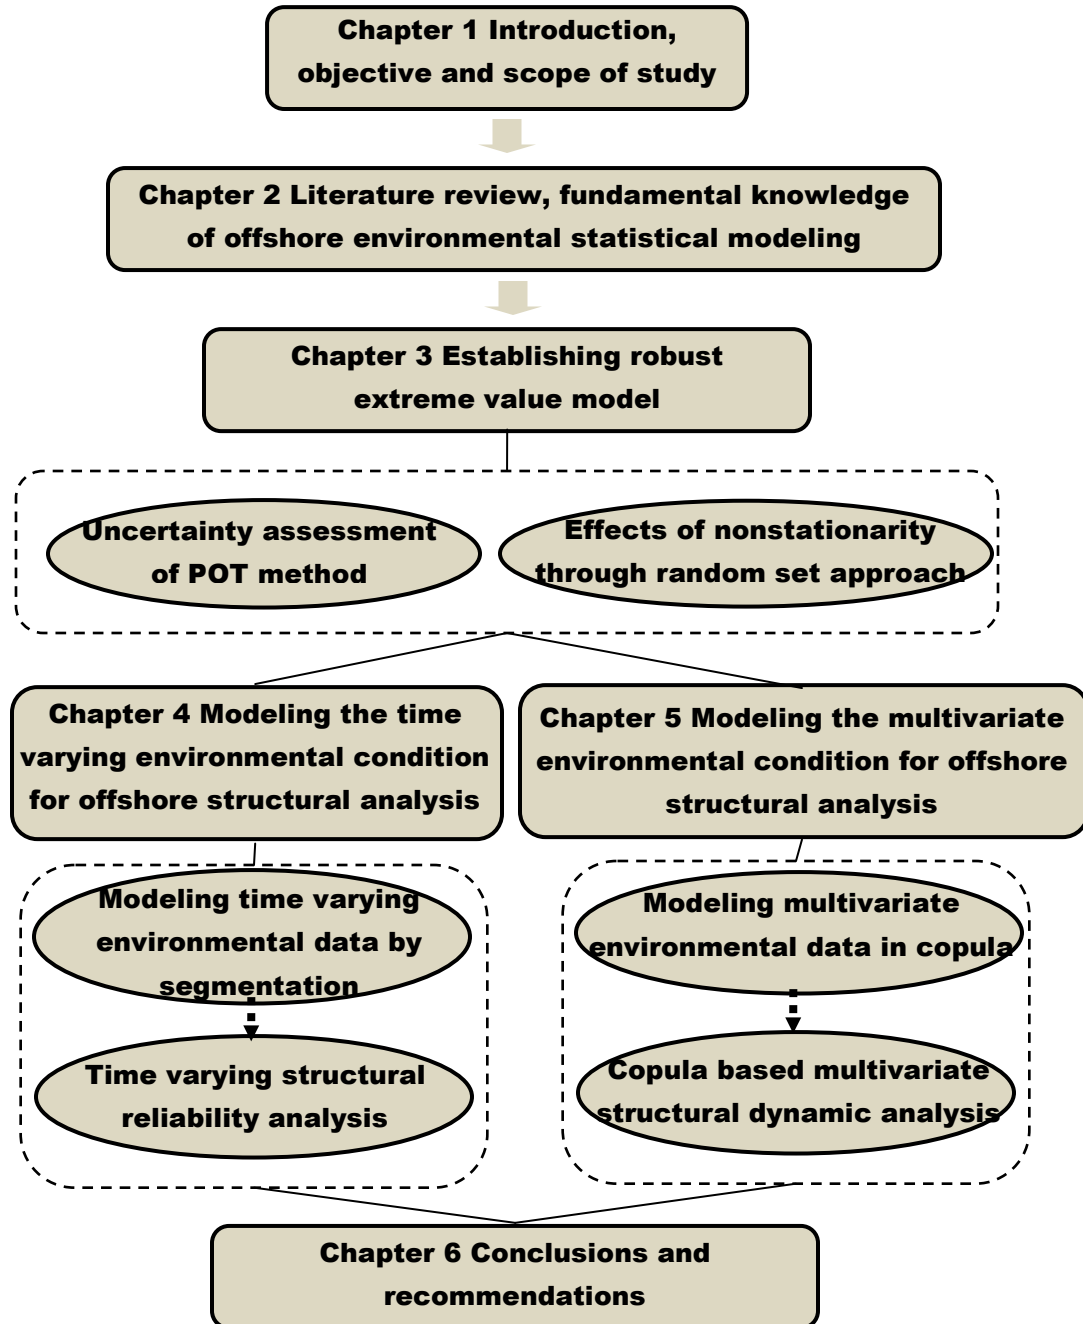 Chapter 1 Introduction,
objective and scope of study
Chapter 2 Literature review, fundamental knowledge
of offshore environmental statistical modeling
Chapter 3 Establishing robust
extreme value model
Uncertainty assessment
of POT method
Effects of nonstationarity
through random set approach
Chapter 4 Modeling the time
varying environmental condition
for offshore structural analysis
Chapter 5 Modeling the multivariate
environmental condition for offshore
structural analysis
Modeling time varying
environmental data by
segmentation
Time varying structural
reliability analysis
Modeling multivariate
environmental data in copula
Copula based multivariate
structural dynamic analysis
Chapter 6 Conclusions and
recommendations